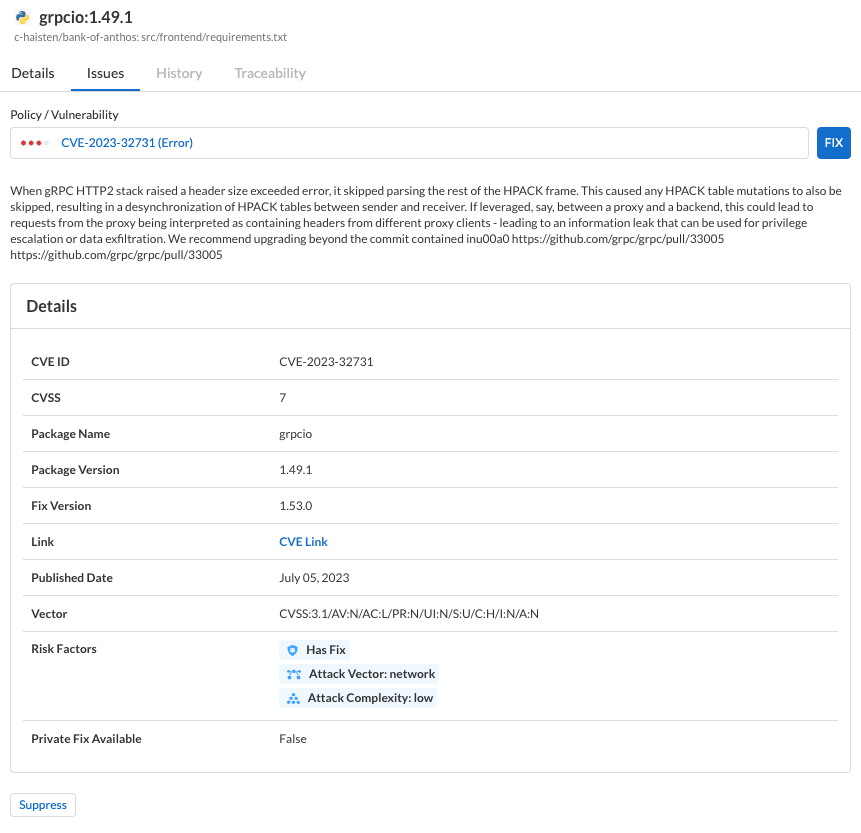 grpcio:1.49.1
c-haisten/bank-of-anthos: src/frontend/requirements.txt
Details Issues History Traceability
Policy / Vulnerability
CVE-2023-32731 (Error) FIX
When gRPC HTTP2 stack raised a header size exceeded error, it skipped parsing the rest of the HPACK frame. This caused any HPACK table mutations to also be
skipped, resulting in a desynchronization of HPACK tables between sender and receiver. If leveraged, say, between a proxy and a backend, this could lead to
requests from the proxy being interpreted as containing headers from different proxy clients - leading to an information leak that can be used for privilege
escalation or data exfiltration. We recommend upgrading beyond the commit contained inu00a0 https://github.com/grpc/grpc/pull/33005
https://github.com/grpc/grpc/pull/33005
Details
CVE ID CVE-2023-32731
CVSS 7
Package Name grpcio
Package Version 1.49.1
Fix Version 1.53.0
Link CVE Link
Published Date July 05, 2023
Vector CVSS:3.1/AV:N/AC:L/PR:N/UI:N/S:U/C:H/I:N/A:N
Risk Factors Has Fix
Attack Vector: network
Attack Complexity: low
Private Fix Available False
Suppress